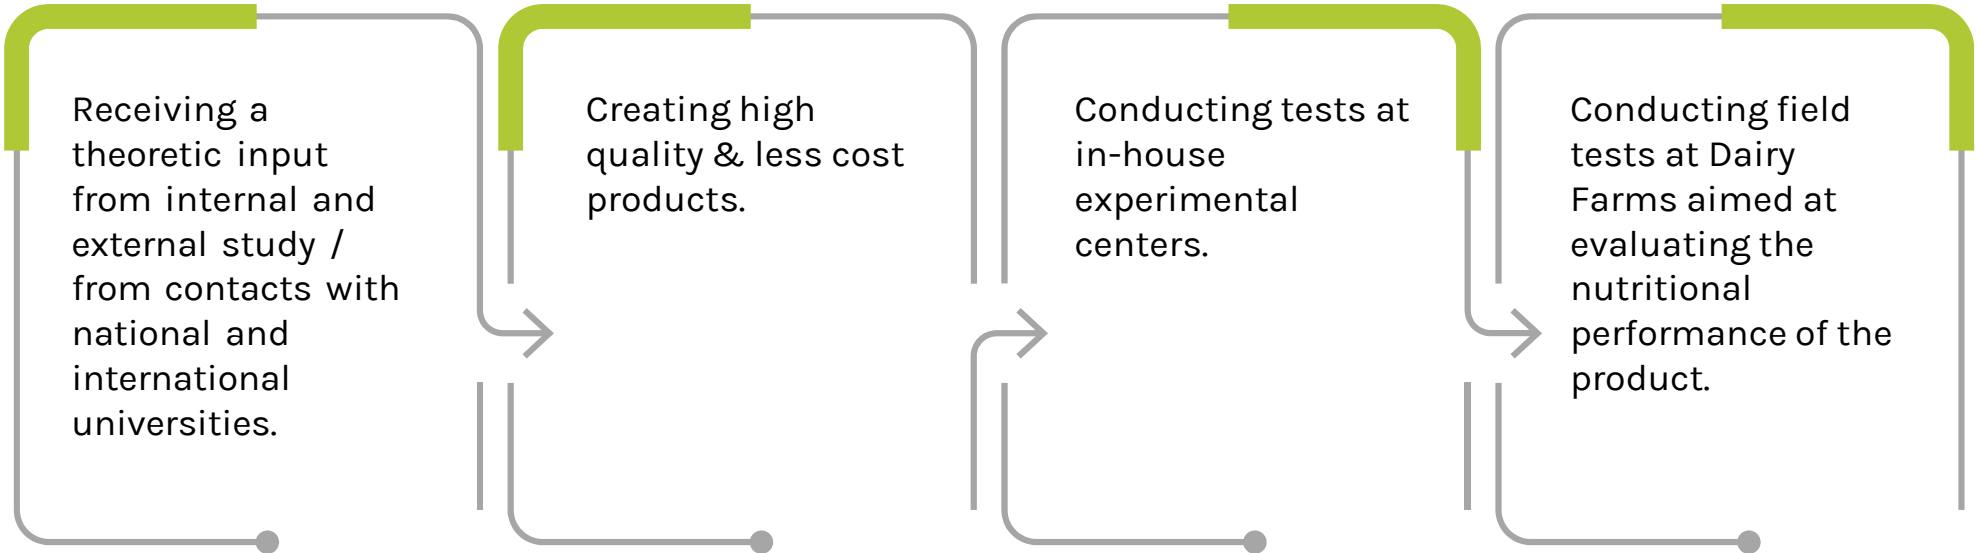 Receiving a
theoretic input
from internal and
external study /
from contacts with
national and
international
universities.
Creating high
quality & less cost
products.
Conducting tests at
in-house
experimental
centers.
Conducting field
tests at Dairy
Farms aimed at
evaluating the
nutritional
performance of the
product.